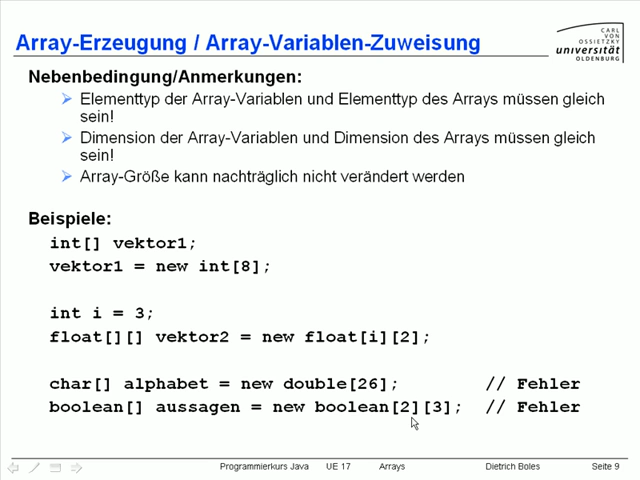 Array-Erzeugung / Array-Variablen-Zuweisung
CARL
VON
OSSIETZKY
universität
OLDENBURG
Nebenbedingung/Anmerkungen:
Elementtyp der Array-Variablen und Elementtyp des Arrays müssen gleich
sein!
Dimension der Array-Variablen und Dimension des Arrays müssen gleich
sein!
Array-Größe kann nachträglich nicht verändert werden
Beispiele:
int[] vektor1;
vektor1 = new int[8];
int i = 3;
float[][] vektor2 = new float[i][2];
char[] alphabet = new double[26]; // Fehler
boolean[] aussagen = new boolean[2][3]; // Fehler
Programmierkurs Java UE 17 Arrays Dietrich Boles Seite 9